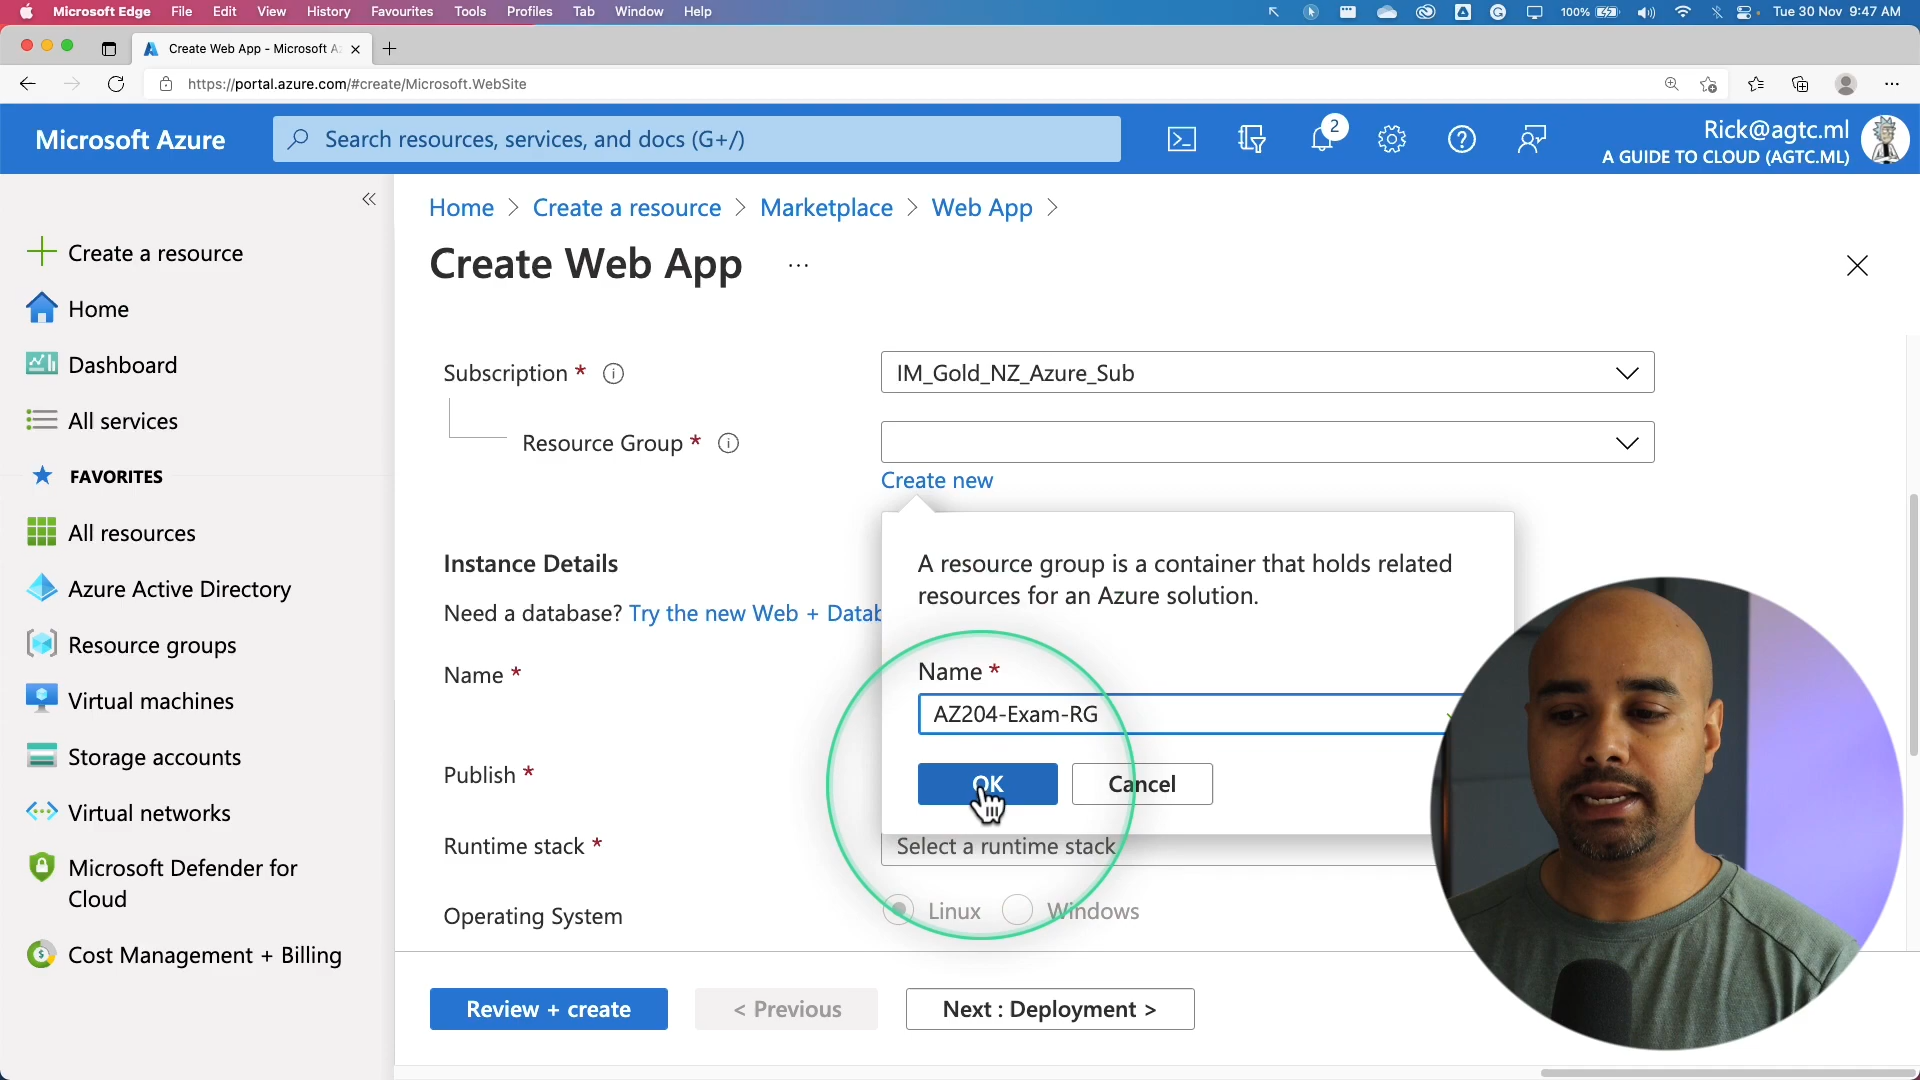 Microsoft Edge File Edit View History Favourites Tools Profiles Tab Window Help 100% Tue 30 Nov 9:47 AM
Create Web App - Microsoft A
https://portal.azure.com/#create/Microsoft.WebSite
Microsoft Azure
Search resources, services, and docs (G+/)
2
Rick@agtc.ml
A GUIDE TO CLOUD (AGTC.ML)
Create a resource
Home
Dashboard
All services
FAVORITES
All resources
Azure Active Directory
Resource groups
Virtual machines
Storage accounts
Virtual networks
Microsoft Defender for
Cloud
Cost Management + Billing
Home > Create a resource > Marketplace > Web App >
Create Web App ...
Subscription *
IM_Gold_NZ_Azure_Sub
Resource Group *
Create new
A resource group is a container that holds related
resources for an Azure solution.
Name *
AZ204-Exam-RG
OK Cancel
Instance Details
Need a database? Try the new Web + Datab
Name *
Publish *
Runtime stack *
Select a runtime stack
Operating System
Linux Windows
Review + create
< Previous
Next : Deployment >